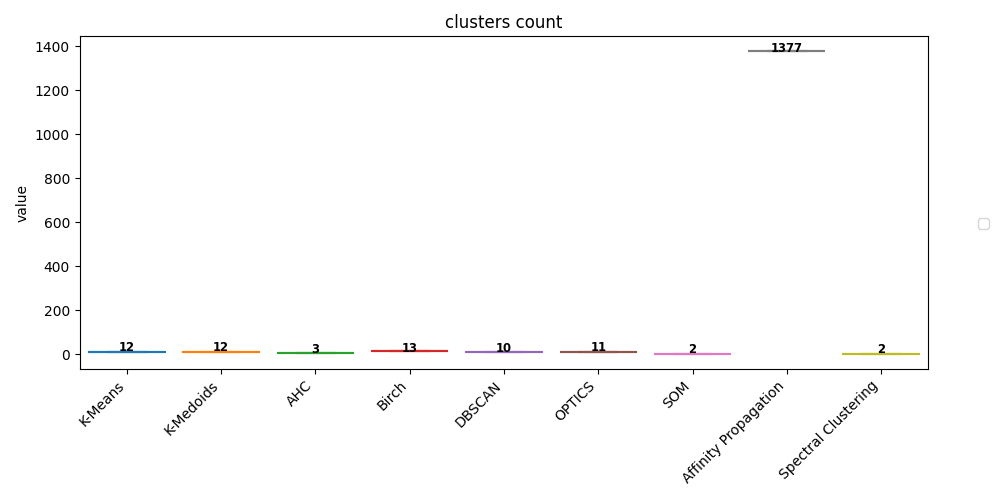 clusters count
value
1400
1200
1000
800
600
400
200
0
12
12
3
13
10
11
2
1377
2
K-Means
K-Medoids
AHC
Birch
DBSCAN
OPTICS
SOM
Affinity Propagation
Spectral Clustering